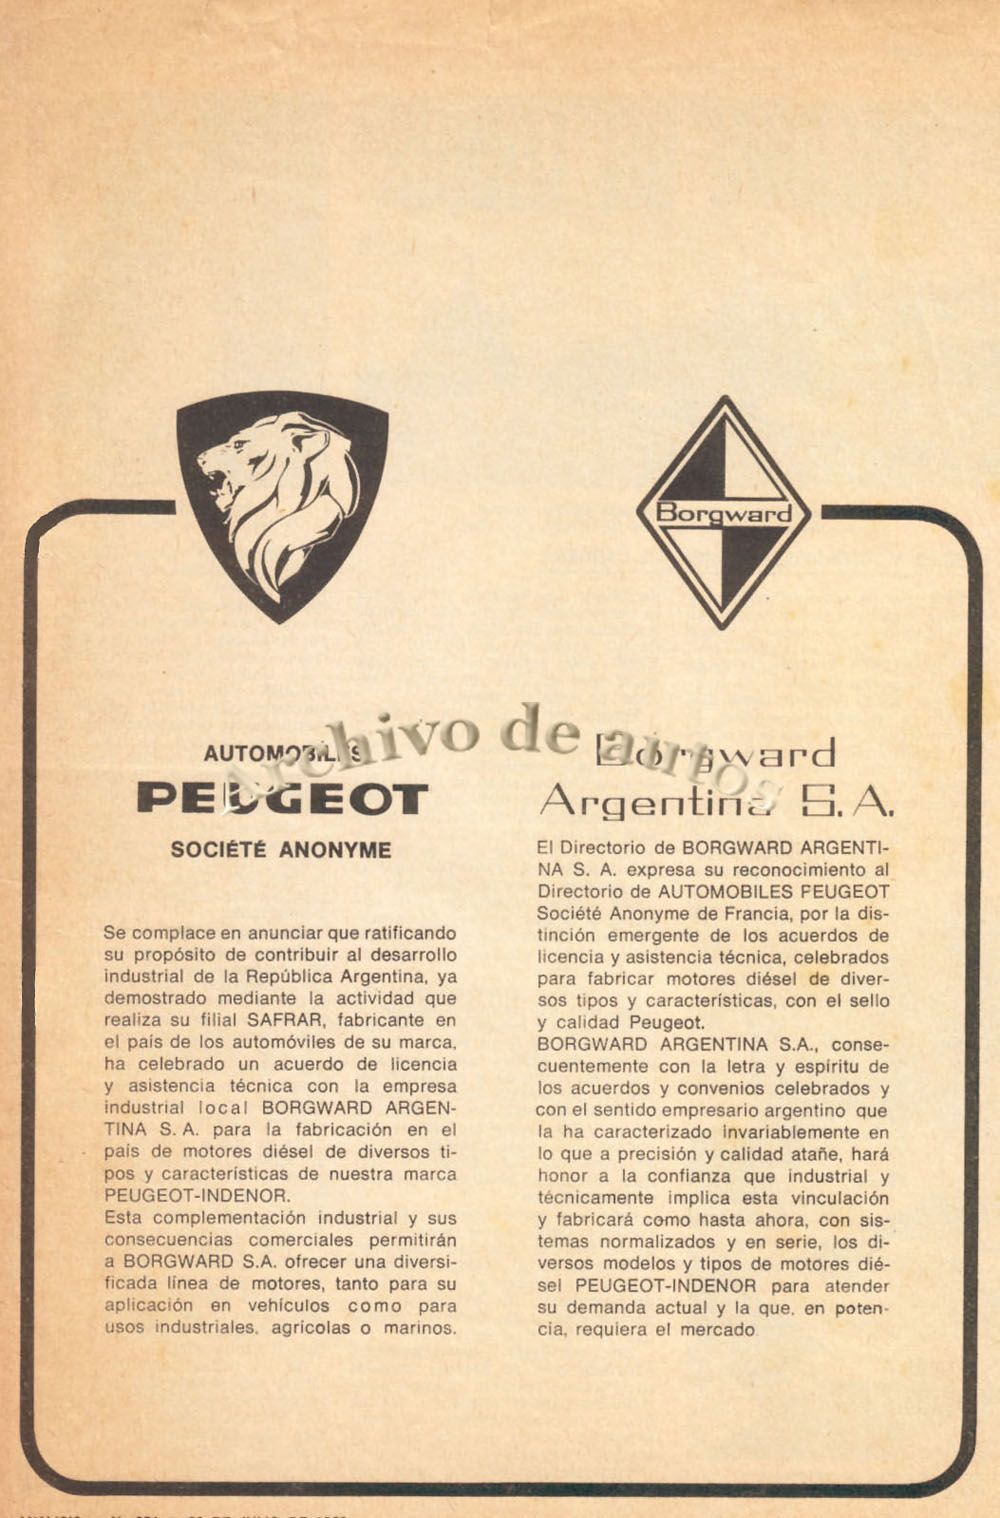 Borgward
Archivo de autos
AUTOMOBILES
PEUGEOT
SOCIÉTÉ ANONYME
Se complace en anunciar que ratificando
su propósito de contribuir al desarrollo
industrial de la República Argentina, ya
demostrado mediante la actividad que
realiza su filial SAFRAR, fabricante en
el país de los automóviles de su marca,
ha celebrado un acuerdo de licencia
y asistencia técnica con la empresa
industrial local BORGWARD ARGEN-
TINA S. A. para la fabricación en el
país de motores diésel de diversos ti-
pos y características de nuestra marca
PEUGEOT-INDENOR.
Esta complementación industrial y sus
consecuencias comerciales permitirán
a BORGWARD S.A. ofrecer una diversi-
ficada línea de motores, tanto para su
aplicación en vehículos como para
usos industriales, agrícolas o marinos.
Borgward
Argentina S.A.
El Directorio de BORGWARD ARGENTI-
NA S. A. expresa su reconocimiento al
Directorio de AUTOMOBILES PEUGEOT
Société Anonyme de Francia, por la dis-
tinción emergente de los acuerdos de
licencia y asistencia técnica, celebrados
para fabricar motores diésel de diver-
sos tipos y características, con el sello
y calidad Peugeot.
BORGWARD ARGENTINA S.A., conse-
cuentemente con la letra y espíritu de
los acuerdos y convenios celebrados y
con el sentido empresario argentino que
la ha caracterizado invariablemente en
lo que a precisión y calidad atañe, hará
honor a la confianza que industrial y
técnicamente implica esta vinculación
y fabricará como hasta ahora, con sis-
temas normalizados y en serie, los di-
versos modelos y tipos de motores dié-
sel PEUGEOT-INDENOR para atender
su demanda actual y la que, en poten-
cia, requiera el mercado